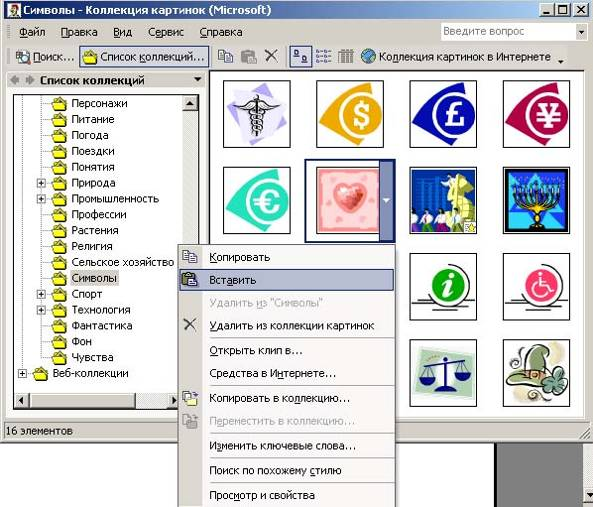 Символы - Коллекция картинок (Microsoft)
Файл Правка Вид Сервис Справка Введите вопрос
Поиск... Список коллекций... Коллекция картинок в Интернете
Список коллекций
Персонажи
Питание
Погода
Поездки
Понятия
Природа
Промышленность
Профессии
Растения
Религия
Сельское хозяйство
Символы
Спорт
Технология
Фантастика
Фон
Чувства
Веб-коллекции
16 элементов
$ £ ¥
€
i
Копировать
Вставить
Удалить из "Символы"
Удалить из коллекции картинок
Открыть клип в...
Средства в Интернете...
Копировать в коллекцию...
Переместить в коллекцию...
Изменить ключевые слова...
Поиск по похожему стилю
Просмотр и свойства